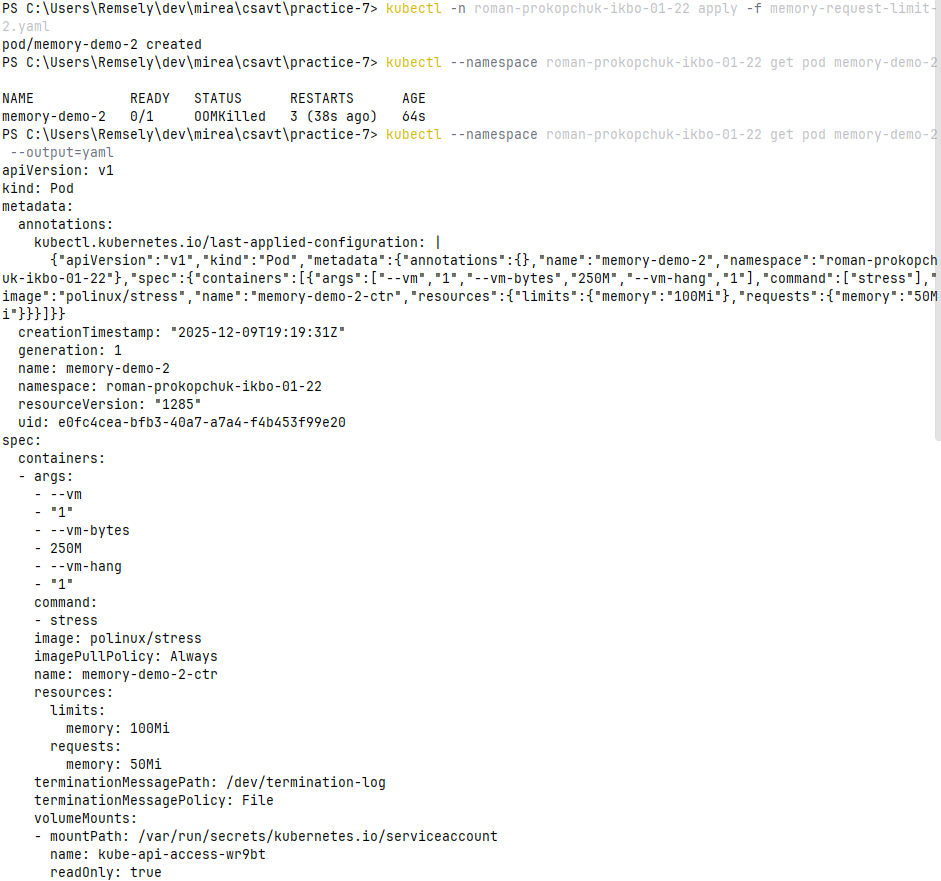 PS C:\Users\Remsely\dev\mirea\csavt\practice-7> kubectl -n roman-prokopchuk-ikbo-01-22 apply -f memory-request-limit-
2.yaml
pod/memory-demo-2 created
PS C:\Users\Remsely\dev\mirea\csavt\practice-7> kubectl --namespace roman-prokopchuk-ikbo-01-22 get pod memory-demo-2
NAME            READY   STATUS      RESTARTS      AGE
memory-demo-2   0/1     OOMKilled   3 (38s ago)   64s
PS C:\Users\Remsely\dev\mirea\csavt\practice-7> kubectl --namespace roman-prokopchuk-ikbo-01-22 get pod memory-demo-2
 --output=yaml
apiVersion: v1
kind: Pod
metadata:
  annotations:
    kubectl.kubernetes.io/last-applied-configuration: |
      {"apiVersion":"v1","kind":"Pod","metadata":{"annotations":{},"name":"memory-demo-2","namespace":"roman-prokopch
uk-ikbo-01-22"},"spec":{"containers":[{"args":["--vm","1","--vm-bytes","250M","--vm-hang","1"],"command":["stress"],"
image":"polinux/stress","name":"memory-demo-2-ctr","resources":{"limits":{"memory":"100Mi"},"requests":{"memory":"50M
i"}}}]}}
  creationTimestamp: "2025-12-09T19:19:31Z"
  generation: 1
  name: memory-demo-2
  namespace: roman-prokopchuk-ikbo-01-22
  resourceVersion: "1285"
  uid: e0fc4cea-bfb3-40a7-a7a4-f4b453f99e20
spec:
  containers:
  - args:
    - --vm
    - "1"
    - --vm-bytes
    - 250M
    - --vm-hang
    - "1"
    command:
    - stress
    image: polinux/stress
    imagePullPolicy: Always
    name: memory-demo-2-ctr
    resources:
      limits:
        memory: 100Mi
      requests:
        memory: 50Mi
    terminationMessagePath: /dev/termination-log
    terminationMessagePolicy: File
    volumeMounts:
    - mountPath: /var/run/secrets/kubernetes.io/serviceaccount
      name: kube-api-access-wr9bt
      readOnly: true